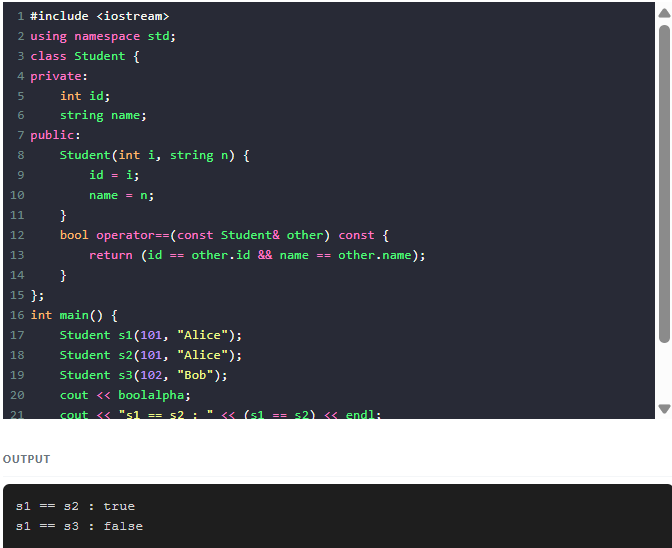 1 #include <iostream>
2 using namespace std;
3 class Student {
4 private:
5     int id;
6     string name;
7 public:
8     Student(int i, string n) {
9         id = i;
10         name = n;
11     }
12     bool operator==(const Student& other) const {
13         return (id == other.id && name == other.name);
14     }
15 };
16 int main() {
17     Student s1(101, "Alice");
18     Student s2(101, "Alice");
19     Student s3(102, "Bob");
20     cout << boolalpha;
21     cout << "s1 == s2 : " << (s1 == s2) << endl;
OUTPUT
s1 == s2 : true
s1 == s3 : false